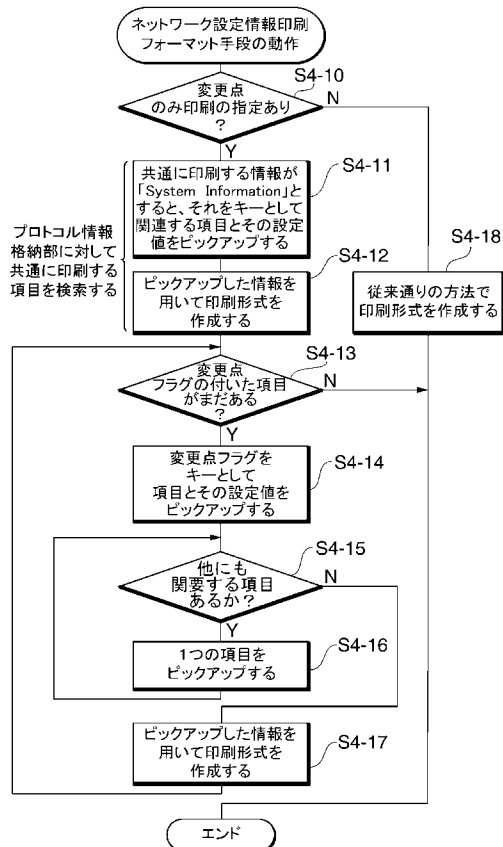 ネットワーク設定情報印刷
フォーマット手段の動作
S4-10
変更点
のみ印刷の指定あり
?
N
Y
S4-11
共通に印刷する情報が
「System Information」と
すると、それをキーとして
関連する項目とその設定
値をピックアップする
プロトコル情報
格納部に対して
共通に印刷する
項目を検索する
S4-12
ピックアップした情報を
用いて印刷形式を
作成する
S4-18
従来通りの方法で
印刷形式を作成する
S4-13
変更点
フラグの付いた項目
がまだある
?
N
Y
S4-14
変更点フラグを
キーとして
項目とその設定値を
ピックアップする
S4-15
他にも
関要する項目
あるか?
N
Y
S4-16
1つの項目を
ピックアップする
S4-17
ピックアップした情報を
用いて印刷形式を
作成する
エンド